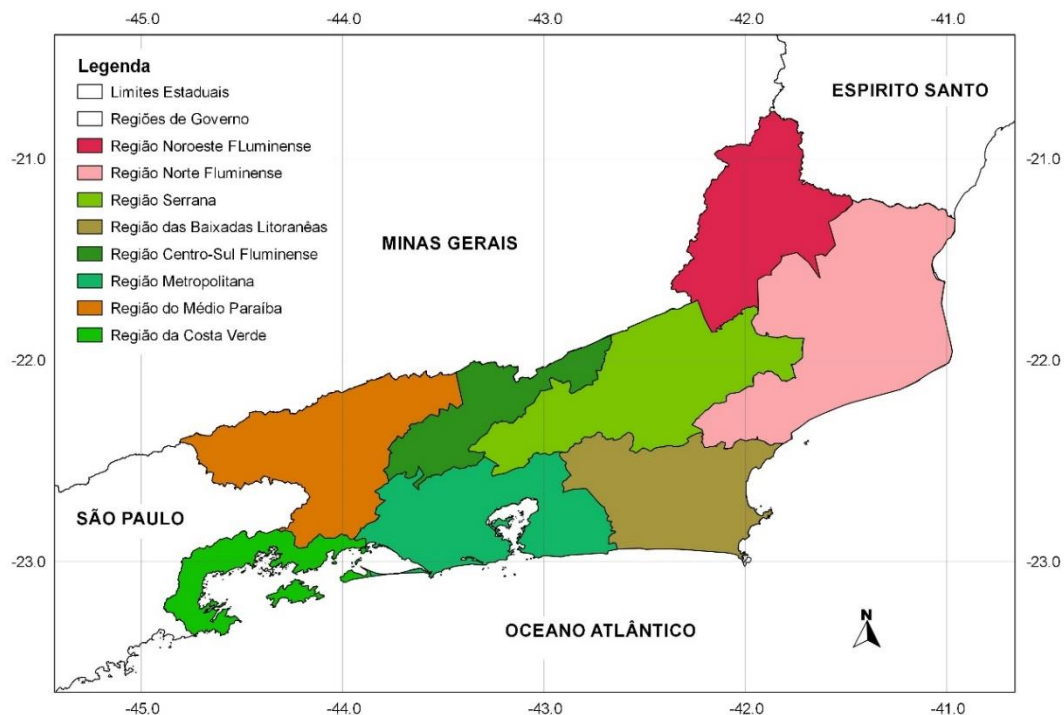 -45.0 -44.0 -43.0 -42.0 -41.0
Legenda
Limites Estaduais
Regiões de Governo
Região Noroeste FLuminense
Região Norte Fluminense
Região Serrana
Região das Baixadas Litoranêas
Região Centro-Sul Fluminense
Região Metropolitana
Região do Médio Paraíba
Região da Costa Verde
ESPIRITO SANTO
-21.0 -21.0
MINAS GERAIS
-22.0 -22.0
SÃO PAULO
-23.0 -23.0
OCEANO ATLÂNTICO
N
-45.0 -44.0 -43.0 -42.0 -41.0